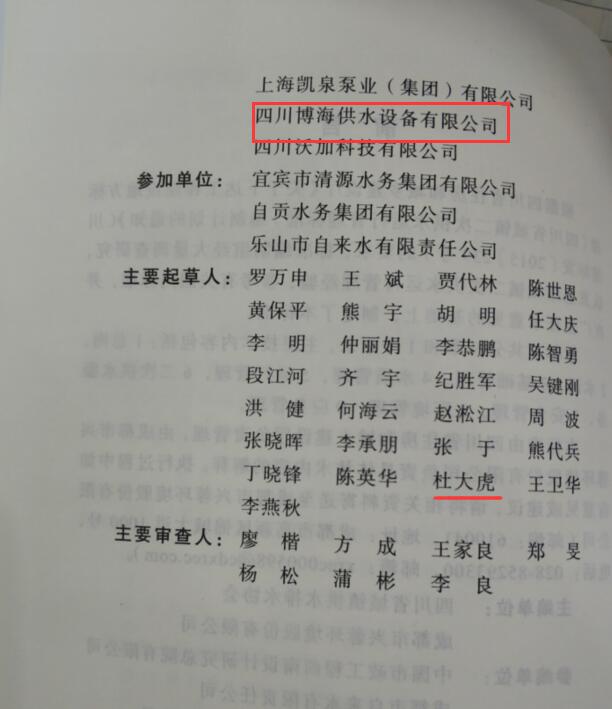 上海凯泉泵业（集团）有限公司
四川博海供水设备有限公司
四川沃加科技有限公司
参加单位：宜宾市清源水务集团有限公司
自贡水务集团有限公司
乐山市自来水有限责任公司
主要起草人：罗万申 王斌 贾代林 陈世恩
黄保平 熊宇 胡明 任大庆
李明 仲丽娟 李恭鹏 陈智勇
段江河 齐宇 纪胜军 吴键刚
洪健 何海云 赵淞江 周波
张晓晖 李承朋 张于 熊代兵
丁晓锋 陈英华 杜大虎 王卫华
李燕秋
主要审查人：廖楷 方成 王家良 郑旻
杨松 蒲彬 李良